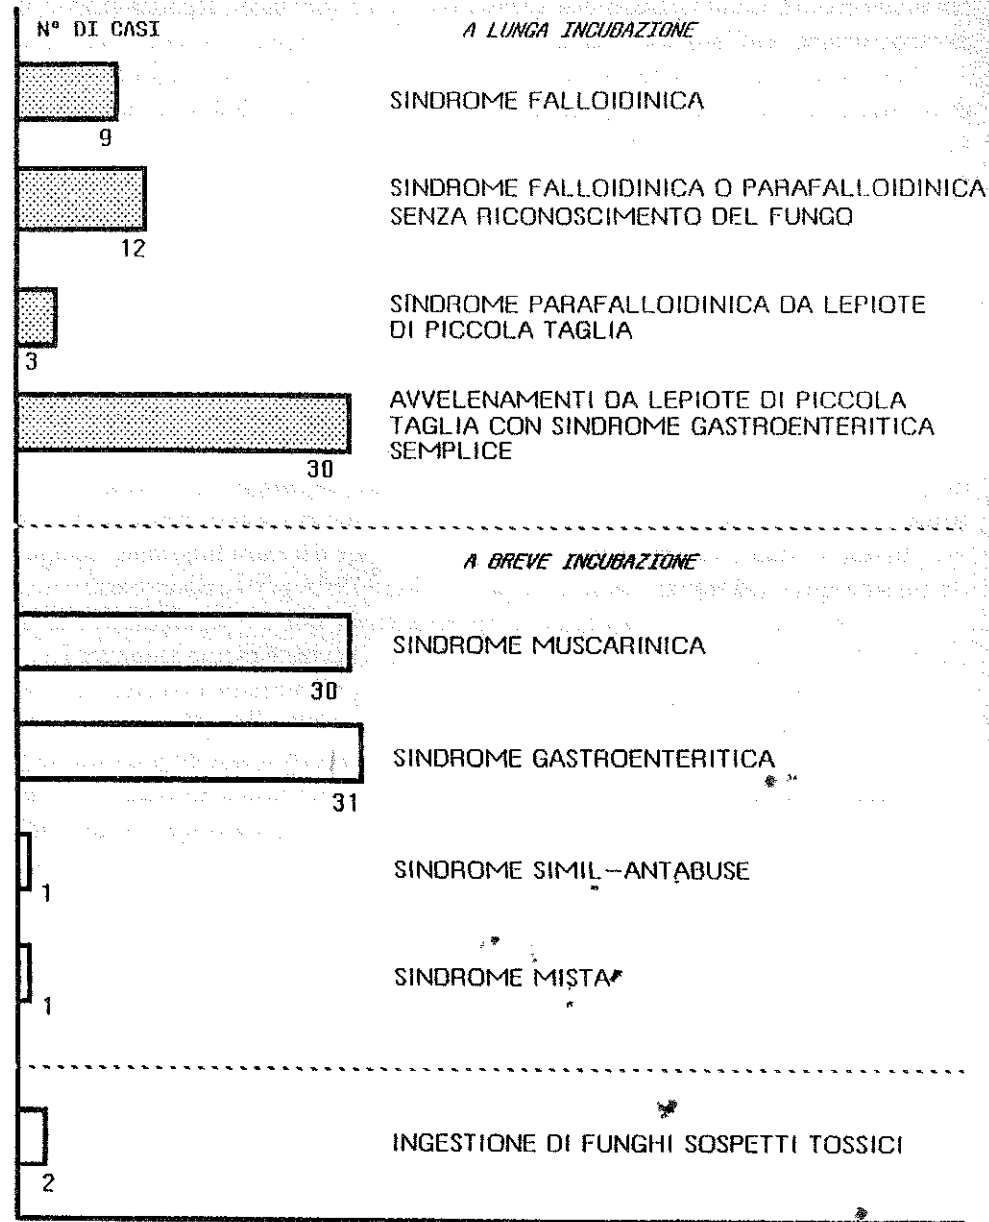 N° DI CASI
A LUNGA INCUBAZIONE
SINDROME FALLOIDINICA
9
SINDROME FALLOIDINICA O PARAFALLOIDINICA
SENZA RICONOSCIMENTO DEL FUNGO
12
SINDROME PARAFALLOIDINICA DA LEPIOTE
DI PICCOLA TAGLIA
3
AVVELENAMENTI DA LEPIOTE DI PICCOLA
TAGLIA CON SINDROME GASTROENTERITICA
SEMPLICE
30
A BREVE INCUBAZIONE
SINDROME MUSCARINICA
30
SINDROME GASTROENTERITICA
31
SINDROME SIMIL-ANTABUSE
1
SINDROME MISTA
1
INGESTIONE DI FUNGHI SOSPETTI TOSSICI
2